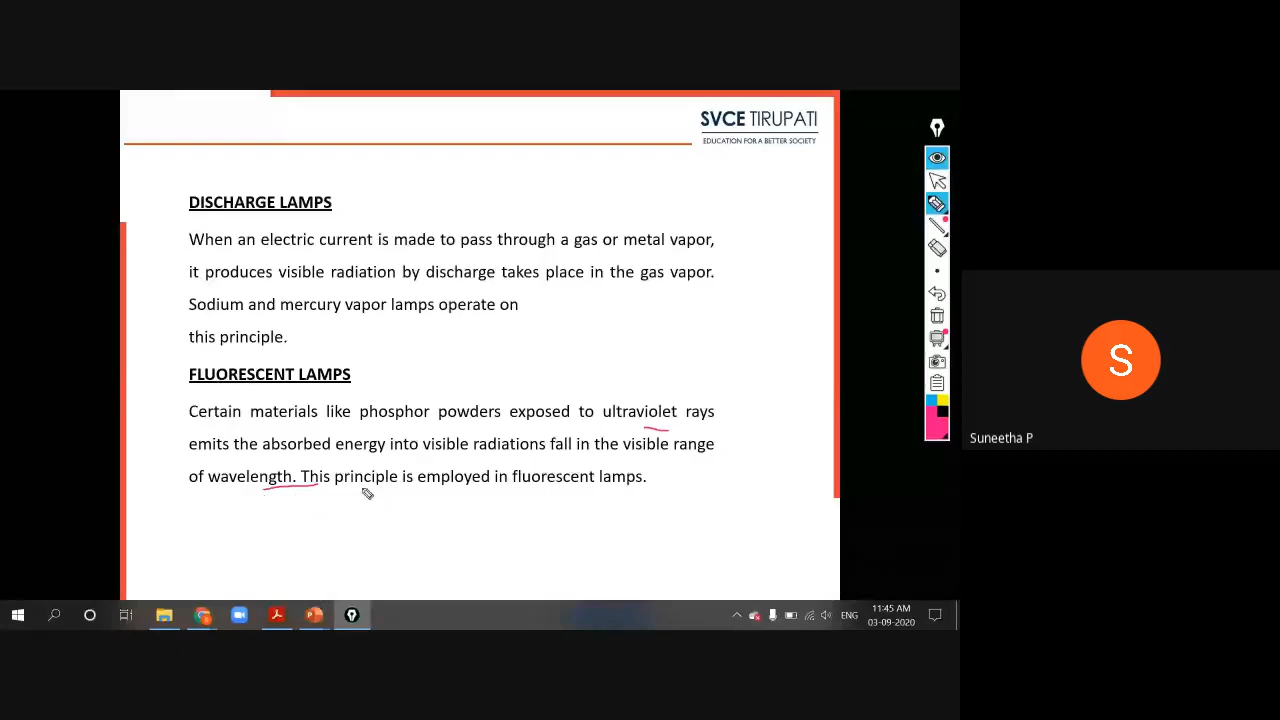 SVCE TIRUPATI
EDUCATION FOR A BETTER SOCIETY
DISCHARGE LAMPS
When an electric current is made to pass through a gas or metal vapor,
it produces visible radiation by discharge takes place in the gas vapor.
Sodium and mercury vapor lamps operate on
this principle.
FLUORESCENT LAMPS
Certain materials like phosphor powders exposed to ultraviolet rays
emits the absorbed energy into visible radiations fall in the visible range
of wavelength. This principle is employed in fluorescent lamps.
S
Suneetha P
ENG
11:45 AM
03-09-2020